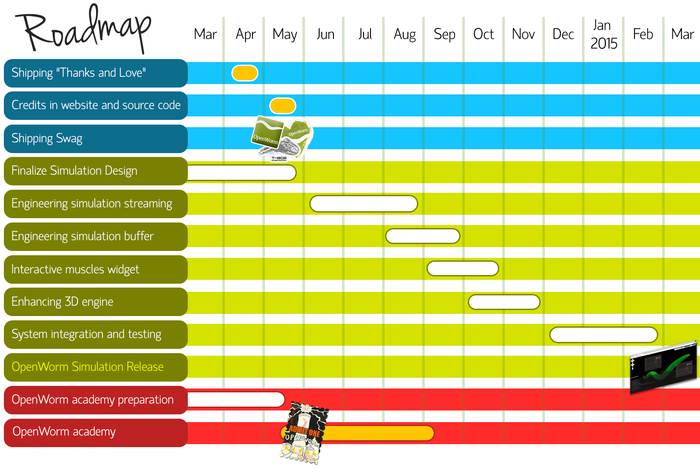 Roadmap
Mar Apr May Jun Jul Aug Sep Oct Nov Dec Jan 2015 Feb Mar
Shipping "Thanks and Love"
Credits in website and source code
Shipping Swag
OpenWorm
Finalize Simulation Design
Engineering simulation streaming
Engineering simulation buffer
Interactive muscles widget
Enhancing 3D engine
System integration and testing
OpenWorm Simulation Release
OpenWorm academy preparation
OpenWorm academy